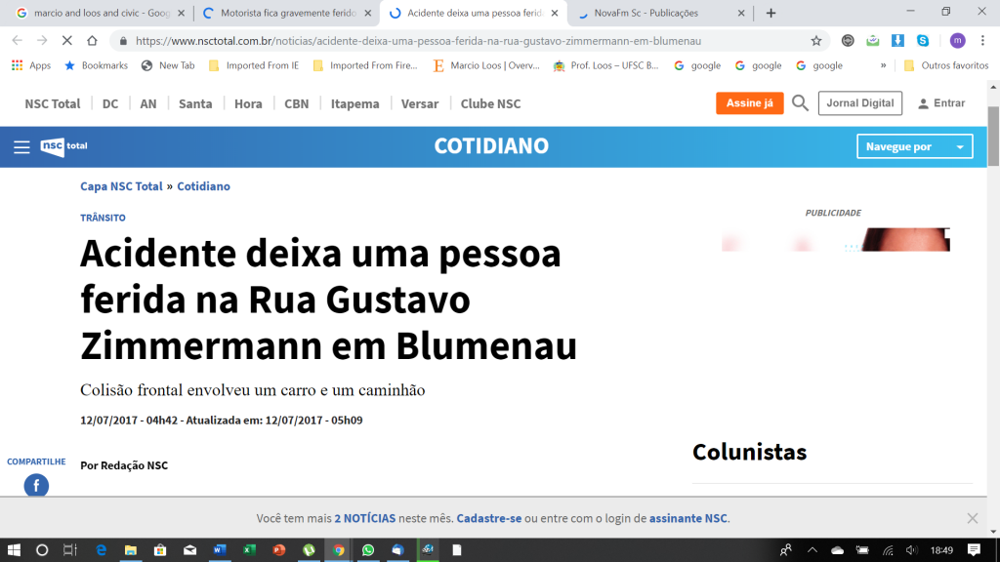 marcio and loos and civic - Goog
Motorista fica gravemente ferido
Acidente deixa uma pessoa ferida
NovaFm Sc - Publicações
https://www.nsctotal.com.br/noticias/acidente-deixa-uma-pessoa-ferida-na-rua-gustavo-zimmermann-em-blumenau
m
Apps Bookmarks New Tab Imported From IE Imported From Fire... Marcio Loos | Overv... Prof. Loos – UFSC B... google google google » Outros favoritos
NSC Total DC AN Santa Hora CBN Itapema Versar Clube NSC Assine já Jornal Digital Entrar
nsc total COTIDIANO Navegue por
Capa NSC Total » Cotidiano
PUBLICIDADE
TRÂNSITO
Acidente deixa uma pessoa
ferida na Rua Gustavo
Zimmermann em Blumenau
Colisão frontal envolveu um carro e um caminhão
12/07/2017 - 04h42 - Atualizada em: 12/07/2017 - 05h09
Colunistas
COMPARTILHE
Por Redação NSC
f
Você tem mais 2 NOTÍCIAS neste mês. Cadastre-se ou entre com o login de assinante NSC.
18:49